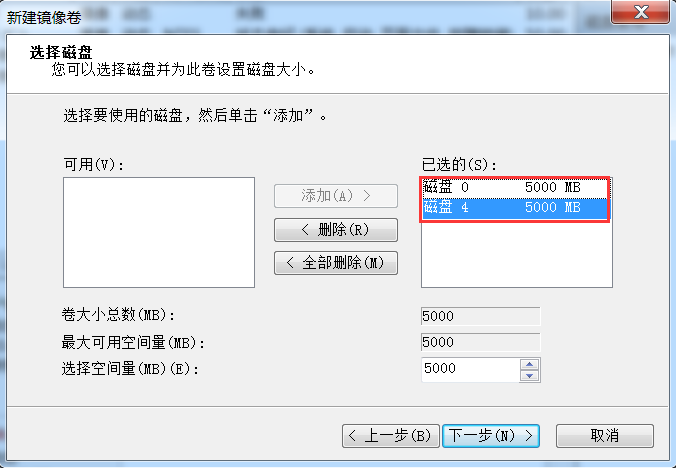 新建镜像卷
选择磁盘
您可以选择磁盘并为此卷设置磁盘大小。
选择要使用的磁盘，然后单击“添加”。
可用(V):
已选的(S):
磁盘 0 5000 MB
磁盘 4 5000 MB
添加(A) >
< 删除(R)
< 全部删除(M)
卷大小总数(MB): 5000
最大可用空间量(MB): 5000
选择空间量(MB)(E): 5000
< 上一步(B) 下一步(N) > 取消